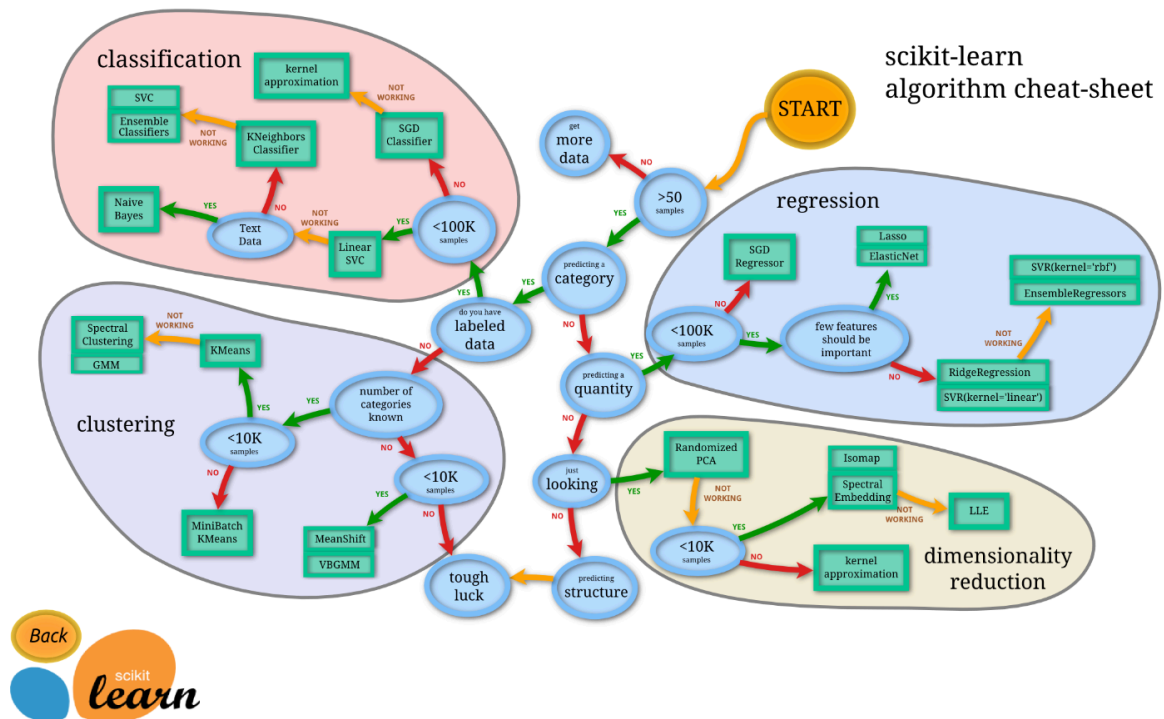 scikit-learn
algorithm cheat-sheet
START
get
more
data
NO
>50
samples
YES
predicting a
category
YES
NO
do you have
labeled
data
YES
NO
predicting a
quantity
YES
NO
just
looking
YES
NO
predicting
structure
tough
luck
classification
kernel
approximation
NOT
WORKING
SGD
Classifier
NO
<100K
samples
YES
Linear
SVC
NOT
WORKING
Text
Data
YES
Naive
Bayes
NO
KNeighbors
Classifier
NOT
WORKING
SVC
Ensemble
Classifiers
regression
<100K
samples
NO
SGD
Regressor
YES
few features
should be
important
YES
Lasso
ElasticNet
NO
RidgeRegression
SVR(kernel='linear')
NOT
WORKING
SVR(kernel='rbf')
EnsembleRegressors
clustering
number of
categories
known
YES
<10K
samples
YES
KMeans
NOT
WORKING
Spectral
Clustering
GMM
NO
MiniBatch
KMeans
NO
<10K
samples
YES
MeanShift
VBGMM
NO
dimensionality
reduction
Randomized
PCA
NOT
WORKING
<10K
samples
YES
Isomap
Spectral
Embedding
NOT
WORKING
LLE
NO
kernel
approximation
Back
scikit
learn